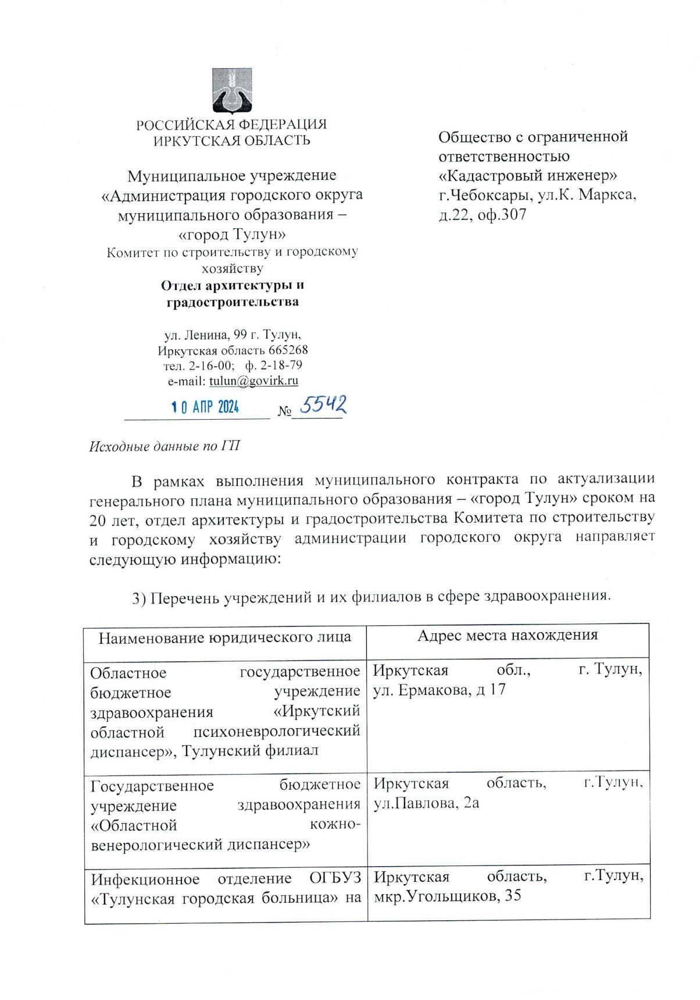 РОССИЙСКАЯ ФЕДЕРАЦИЯ
ИРКУТСКАЯ ОБЛАСТЬ
Муниципальное учреждение
«Администрация городского округа
муниципального образования –
«город Тулун»
Комитет по строительству и городскому
хозяйству
Отдел архитектуры и
градостроительства
ул. Ленина, 99 г. Тулун,
Иркутская область 665268
тел. 2-16-00; ф. 2-18-79
e-mail: tulun@govirk.ru
10 АПР 2024 № 5542
Общество с ограниченной
ответственностью
«Кадастровый инженер»
г.Чебоксары, ул.К. Маркса,
д.22, оф.307
Исходные данные по ГП
В рамках выполнения муниципального контракта по актуализации
генерального плана муниципального образования – «город Тулун» сроком на
20 лет, отдел архитектуры и градостроительства Комитета по строительству
и городскому хозяйству администрации городского округа направляет
следующую информацию:
3) Перечень учреждений и их филиалов в сфере здравоохранения.
Наименование юридического лица
Адрес места нахождения
Областное государственное
бюджетное учреждение
здравоохранения «Иркутский
областной психоневрологический
диспансер», Тулунский филиал
Иркутская обл., г. Тулун,
ул. Ермакова, д 17
Государственное бюджетное
учреждение здравоохранения
«Областной кожно-
венерологический диспансер»
Иркутская область, г.Тулун,
ул.Павлова, 2а
Инфекционное отделение ОГБУЗ
«Тулунская городская больница» на
Иркутская область, г.Тулун,
мкр.Угольщиков, 35